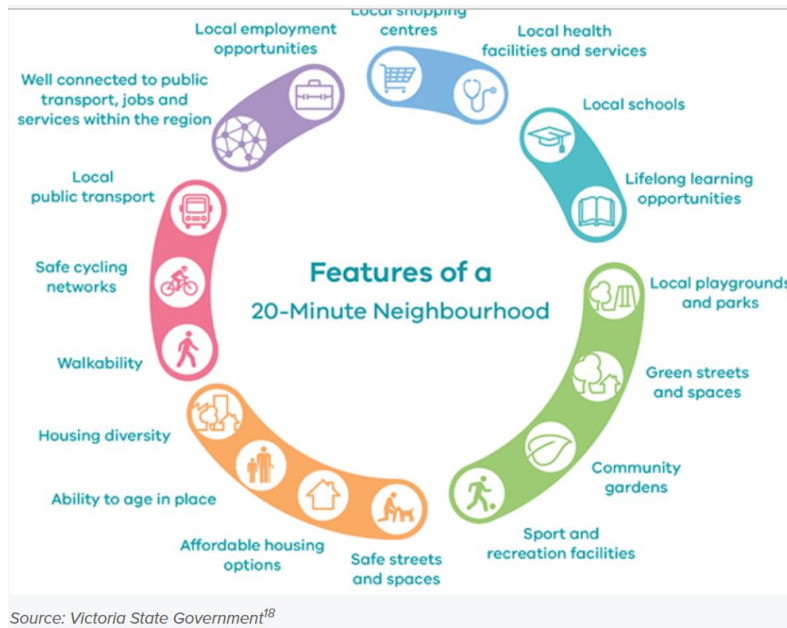 Local shopping
centres
Local health
facilities and services
Local schools
Lifelong learning
opportunities
Local playgrounds
and parks
Green streets
and spaces
Community
gardens
Sport and
recreation facilities
Safe streets
and spaces
Affordable housing
options
Ability to age in place
Housing diversity
Walkability
Safe cycling
networks
Local
public transport
Well connected to public
transport, jobs and
services within the region
Local employment
opportunities
Features of a
20-Minute Neighbourhood
Source: Victoria State Government18